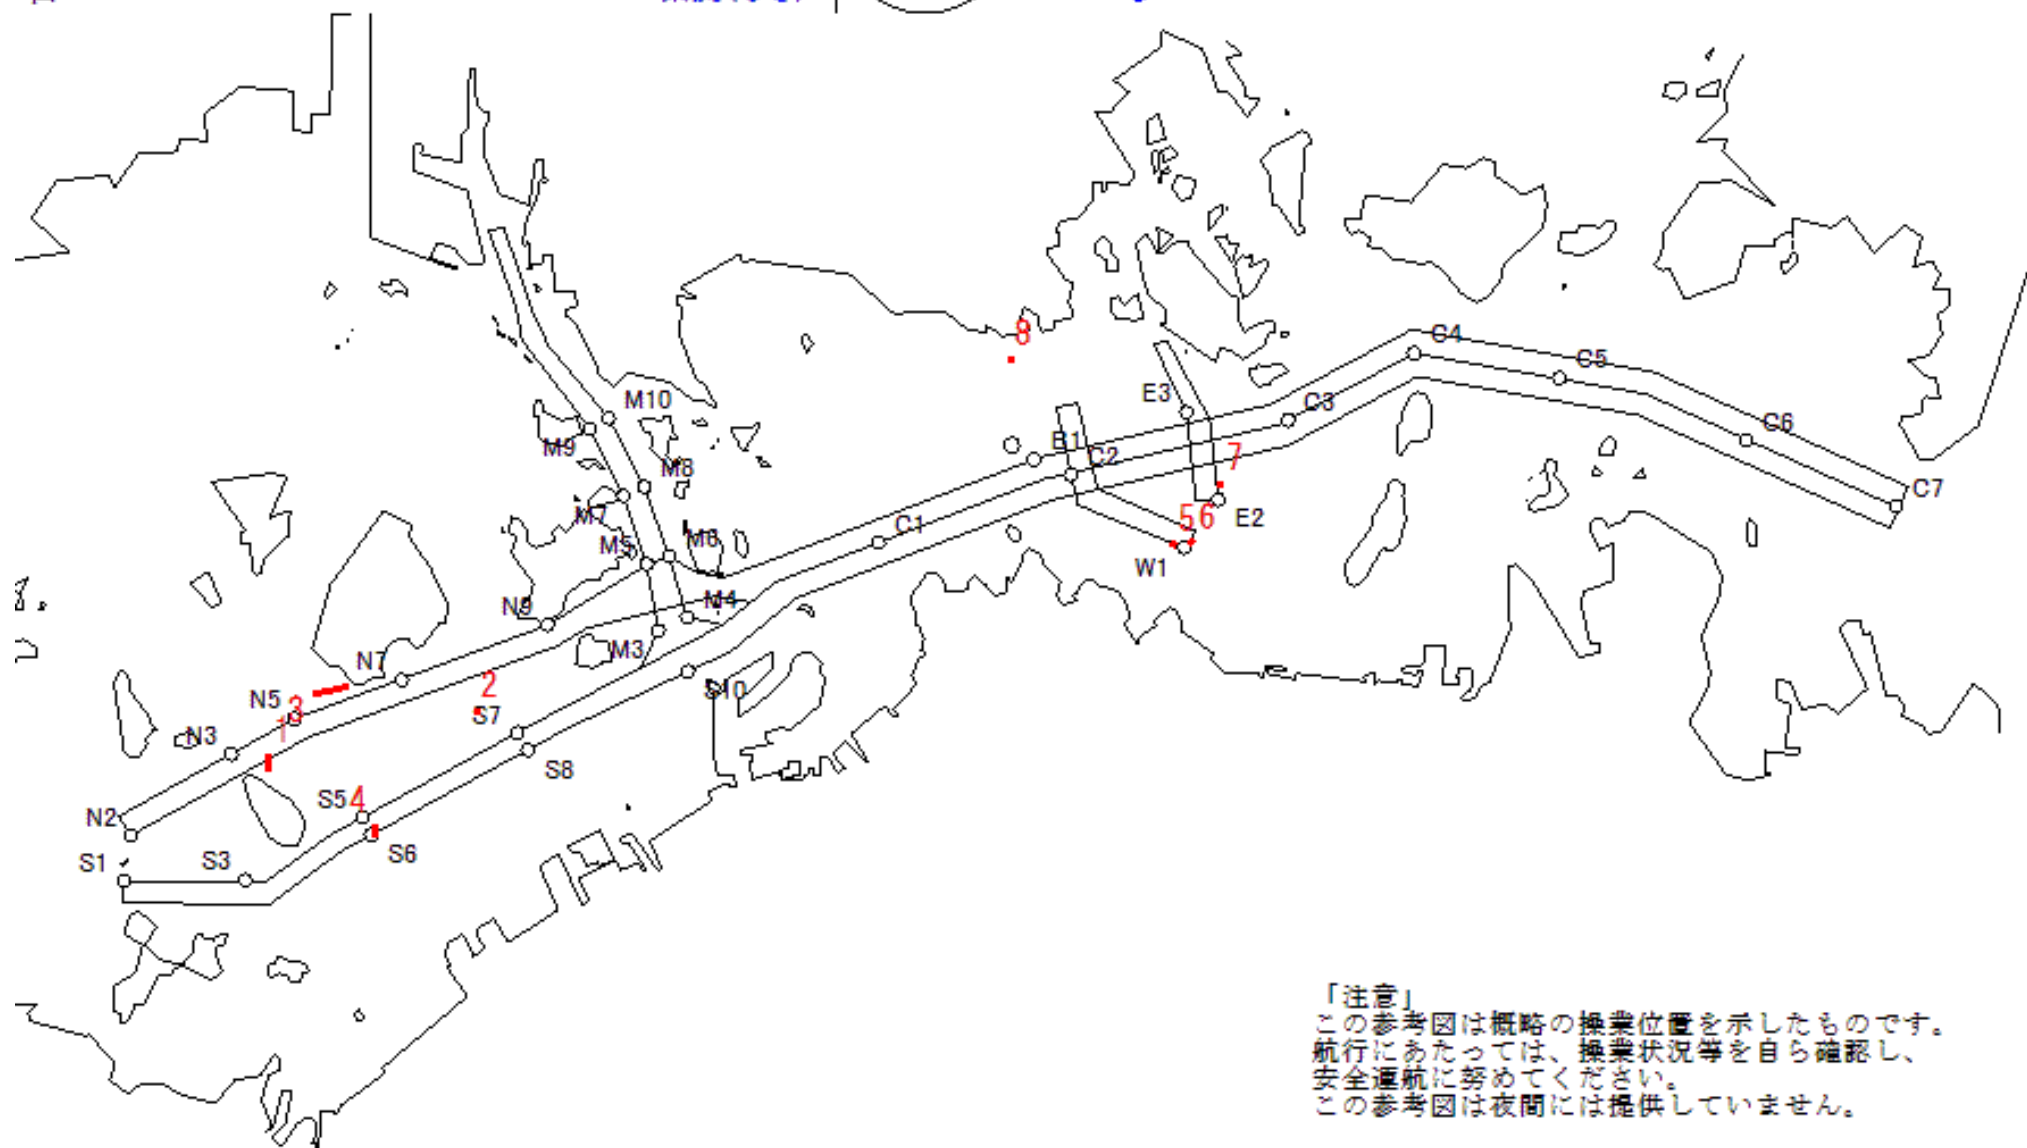 8
C4
C5
E3
M10
C3
C6
B1
M9
7
M8
C2
C7
M7
5
6
E2
C1
M6
M5
W1
N9
M4
M3
N7
2
S10
N5
3
S7
1
N3
S8
S5
4
N2
S6
S1
S3
「注意」
この参考図は概略の操業位置を示したものです。
航行にあたっては、操業状況等を自ら確認し、
安全運航に努めてください。
この参考図は夜間には提供していません。